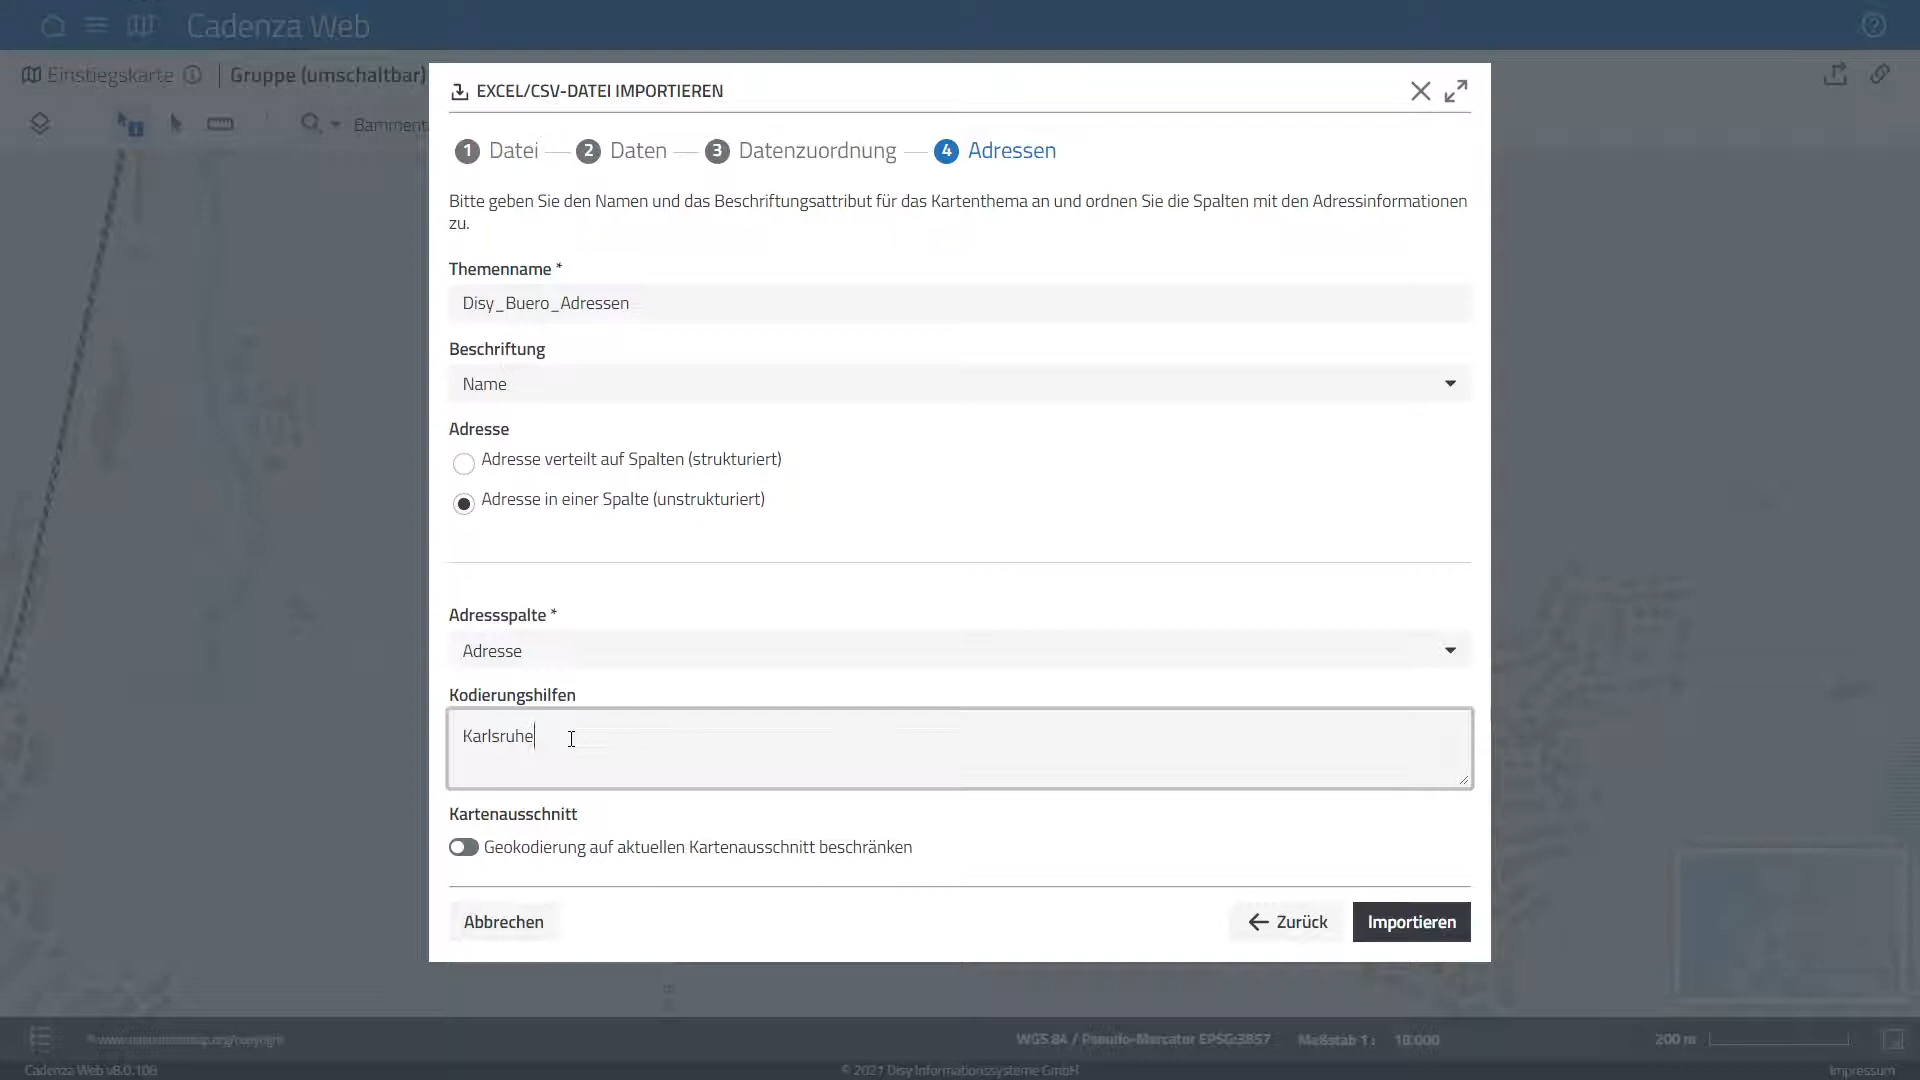 Cadenza Web
Einstiegskarte
Gruppe (umschaltbar)
Bamment
EXCEL/CSV-DATEI IMPORTIEREN
1 Datei
2 Daten
3 Datenzuordnung
4 Adressen
Bitte geben Sie den Namen und das Beschriftungsattribut für das Kartenthema an und ordnen Sie die Spalten mit den Adressinformationen
zu.
Themenname *
Disy_Buero_Adressen
Beschriftung
Name
Adresse
Adresse verteilt auf Spalten (strukturiert)
Adresse in einer Spalte (unstrukturiert)
Adressspalte *
Adresse
Kodierungshilfen
Karlsruhe
Kartenausschnitt
Geokodierung auf aktuellen Kartenausschnitt beschränken
Abbrechen
Zurück
Importieren
WGS 84 / Pseudo-Mercator EPSG:3857
Maßstab 1 :
10.000
200 m
Cadenza Web v8.0.108
© 2021 Disy Informationssysteme GmbH
Impressum